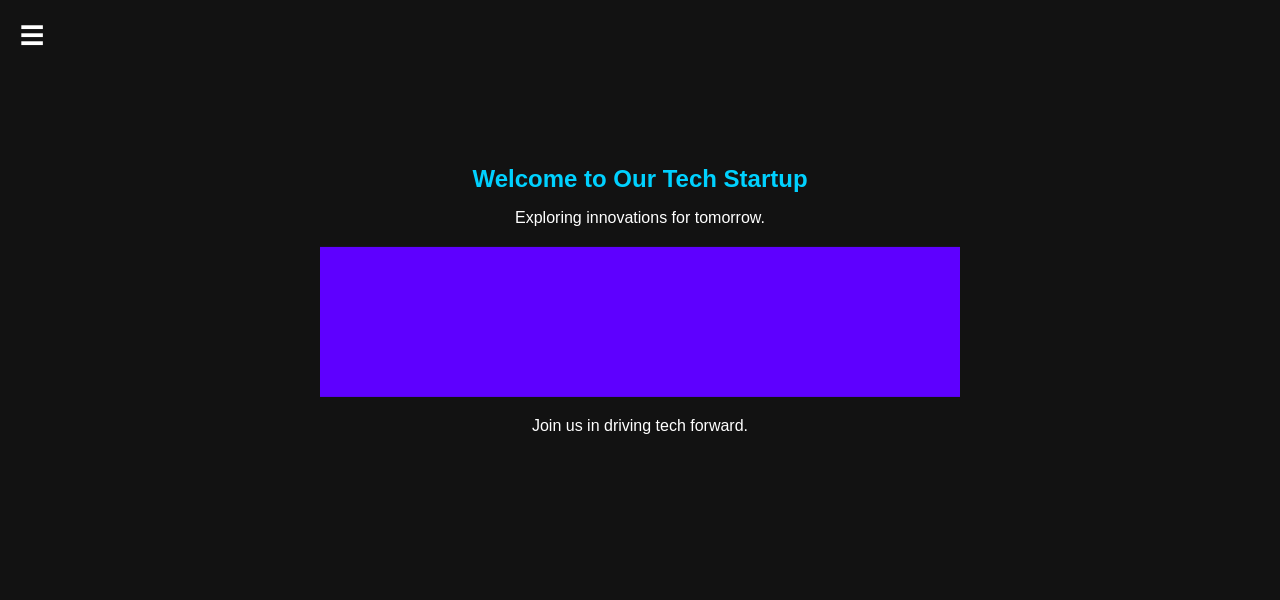 ☰
Welcome to Our Tech Startup
Exploring innovations for tomorrow.
Join us in driving tech forward.